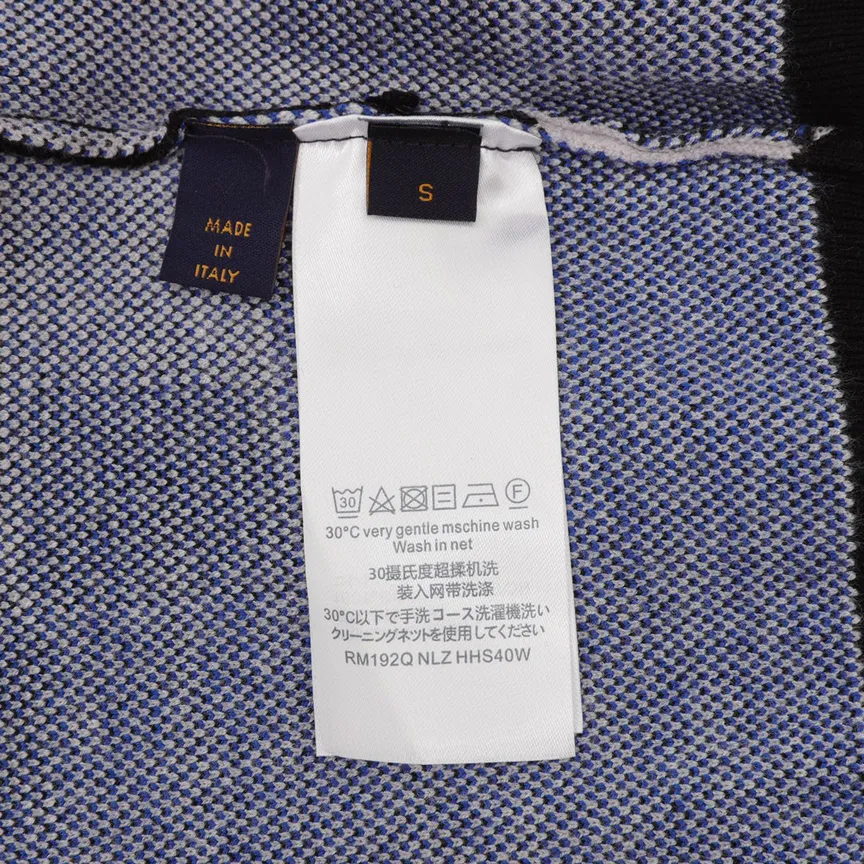 MADE
IN
ITALY
S
30
F
30°C very gentle mschine wash
Wash in net
30摄氏度超揉机洗
装入网带洗涤
30°C以下で手洗コース洗濯機洗い
クリーニングネットを使用してください
RM192Q NLZ HHS40W